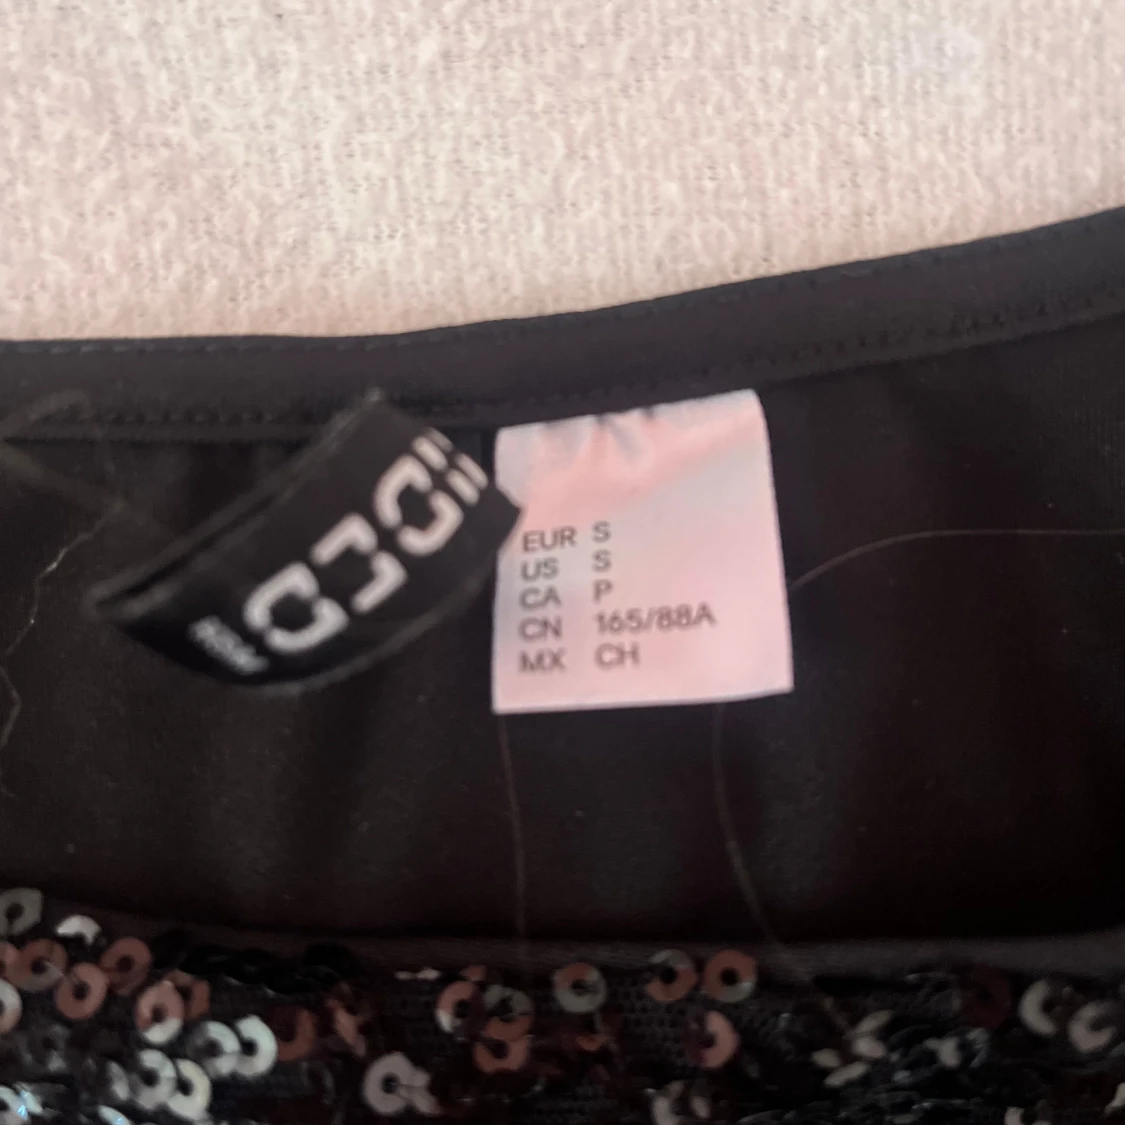 EUR S
US S
CA P
CN 165/88A
MX CH